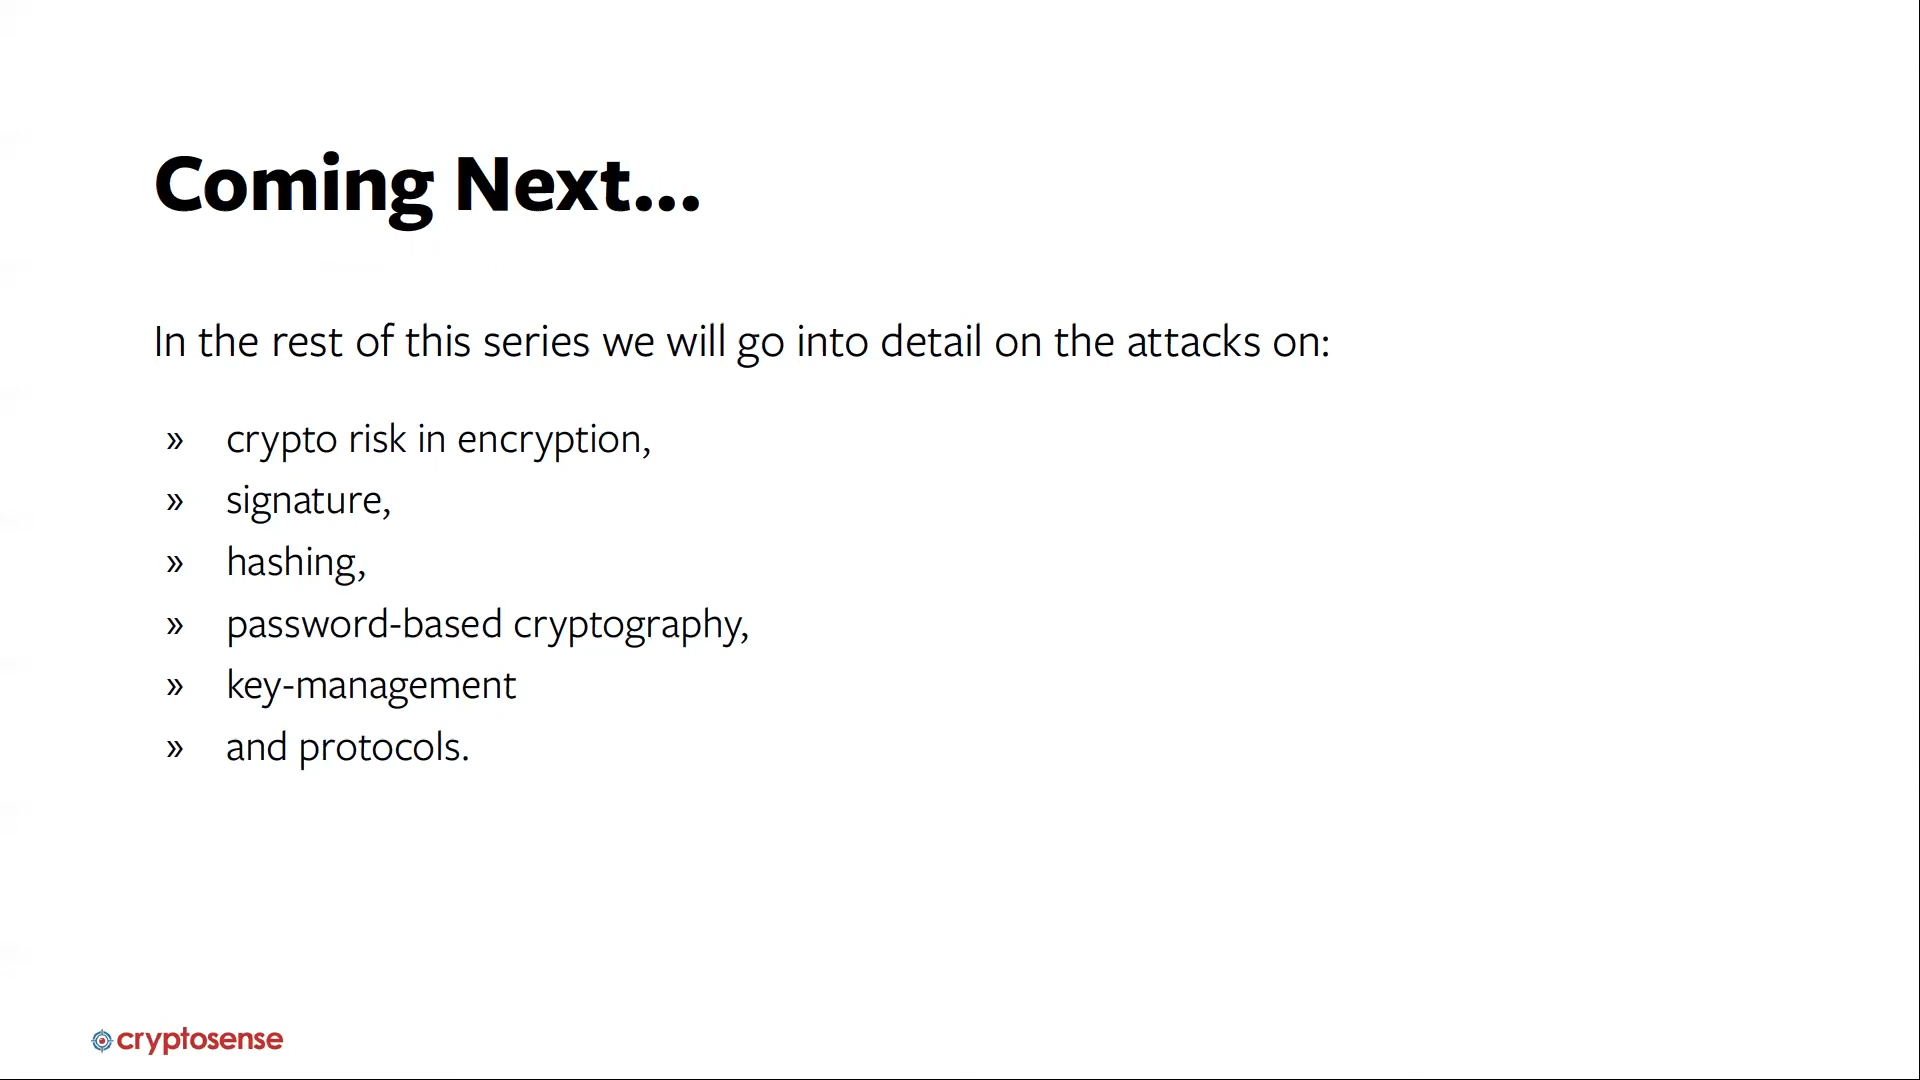 Coming Next...
In the rest of this series we will go into detail on the attacks on:
» crypto risk in encryption,
» signature,
» hashing,
» password-based cryptography,
» key-management
» and protocols.
cryptosense